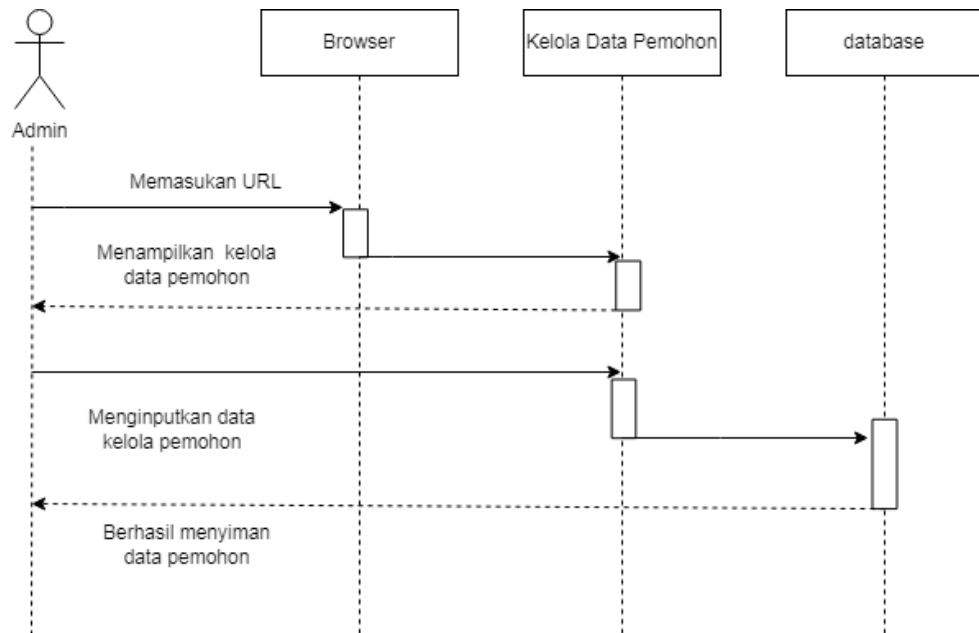 Browser
Kelola Data Pemohon
database
Admin
Memasukan URL
Menampilkan kelola
data pemohon
Menginputkan data
kelola pemohon
Berhasil menyiman
data pemohon